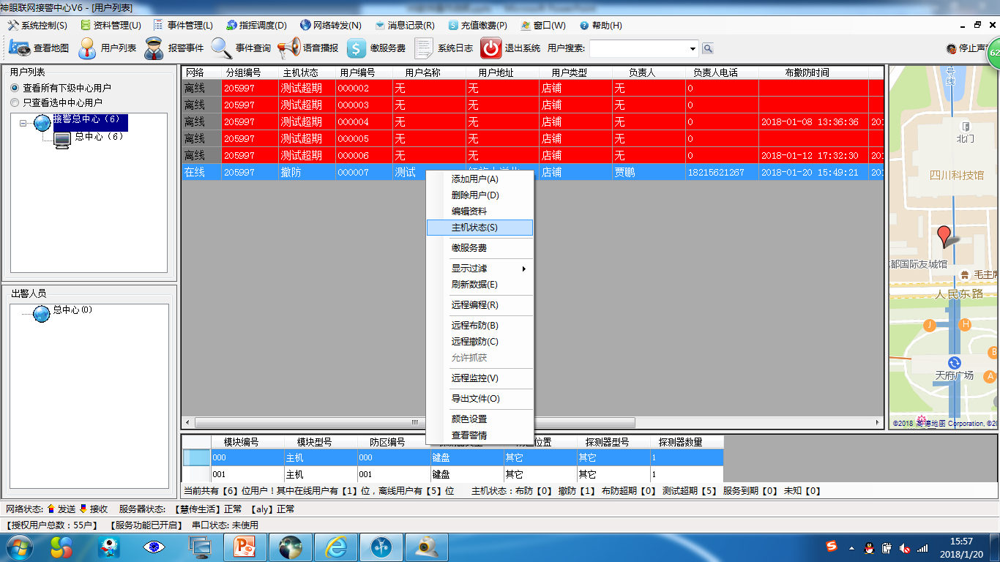 神眼联网接警中心V6 - [用户列表]
系统控制(S) 资料管理(U) 事件管理(L) 指挥调度(D) 网络转发(N) 消息记录(R) 充值缴费(P) 窗口(W) 帮助(H)
查看地图 用户列表 报警事件 事件查询 语音播报 缴服务费 系统日志 退出系统 用户搜索: 停止声 62
用户列表
查看所有下级中心用户
只查看选中中心用户
接警总中心（6）
总中心（6）
出警人员
总中心(0)
网络 分组编号 主机状态 用户编号 用户名称 用户地址 用户类型 负责人 负责人电话 布撤防时间
离线 205997 测试超期 000002 无 无 店铺 无 0
离线 205997 测试超期 000003 无 无 店铺 无 0
离线 205997 测试超期 000004 无 无 店铺 无 0 2018-01-08 13:36:36 201
离线 205997 测试超期 000005 无 无 店铺 无 0
离线 205997 测试超期 000006 无 无 店铺 无 0 2018-01-12 17:32:30 201
在线 205997 撤防 000007 测试 店铺 贾鹏 18215621267 2018-01-20 15:49:21 201
添加用户(A)
删除用户(D)
编辑资料
主机状态(S)
缴服务费
显示过滤
刷新数据(E)
远程编程(R)
远程布防(B)
远程撤防(C)
允许抓获
远程监控(V)
导出文件(O)
颜色设置
查看警情
号线
北门
四川科技馆
都国际友城馆
毛主席
人民东路
J H
B
天府广场 A
©2018 高德地图 Corporation, ©20
模块编号 模块型号 防区编号 位置 探测器型号 探测器数量
000 主机 000 键盘 其它 其它 1
001 主机 001 键盘 其它 其它 1
当前共有【6】位用户！其中在线用户有【1】位，离线用户有【5】位 主机状态：布防【0】 撤防【1】 布防超期【0】 测试超期【5】 服务到期【0】 未知【0】
网络状态: 发送 接收 服务器状态: 【慧传生活】正常 【aly】正常
【授权用户总数：55户】 【服务功能已开启】 串口状态: 未使用
15:57
2018/1/20